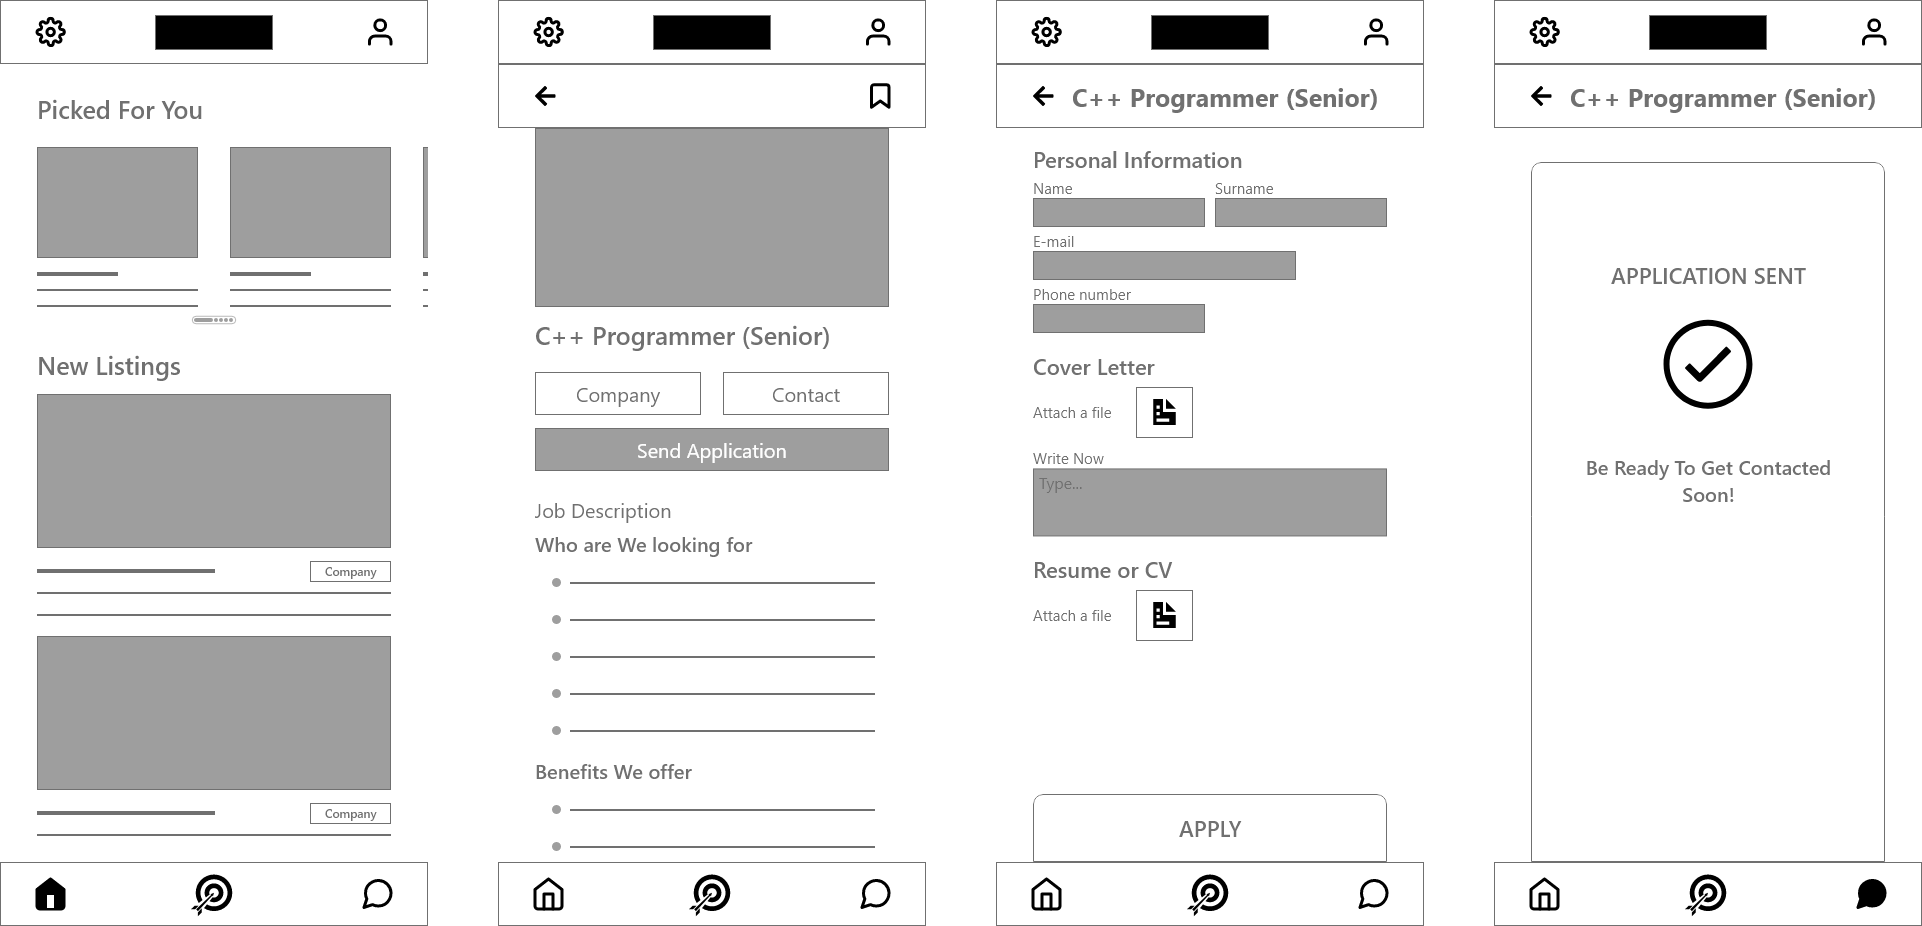 Picked For You
New Listings
Company
Company
C++ Programmer (Senior)
Company
Contact
Send Application
Job Description
Who are We looking for
Benefits We offer
C++ Programmer (Senior)
Personal Information
Name
Surname
E-mail
Phone number
Cover Letter
Attach a file
Write Now
Type...
Resume or CV
Attach a file
APPLY
C++ Programmer (Senior)
APPLICATION SENT
Be Ready To Get Contacted
Soon!